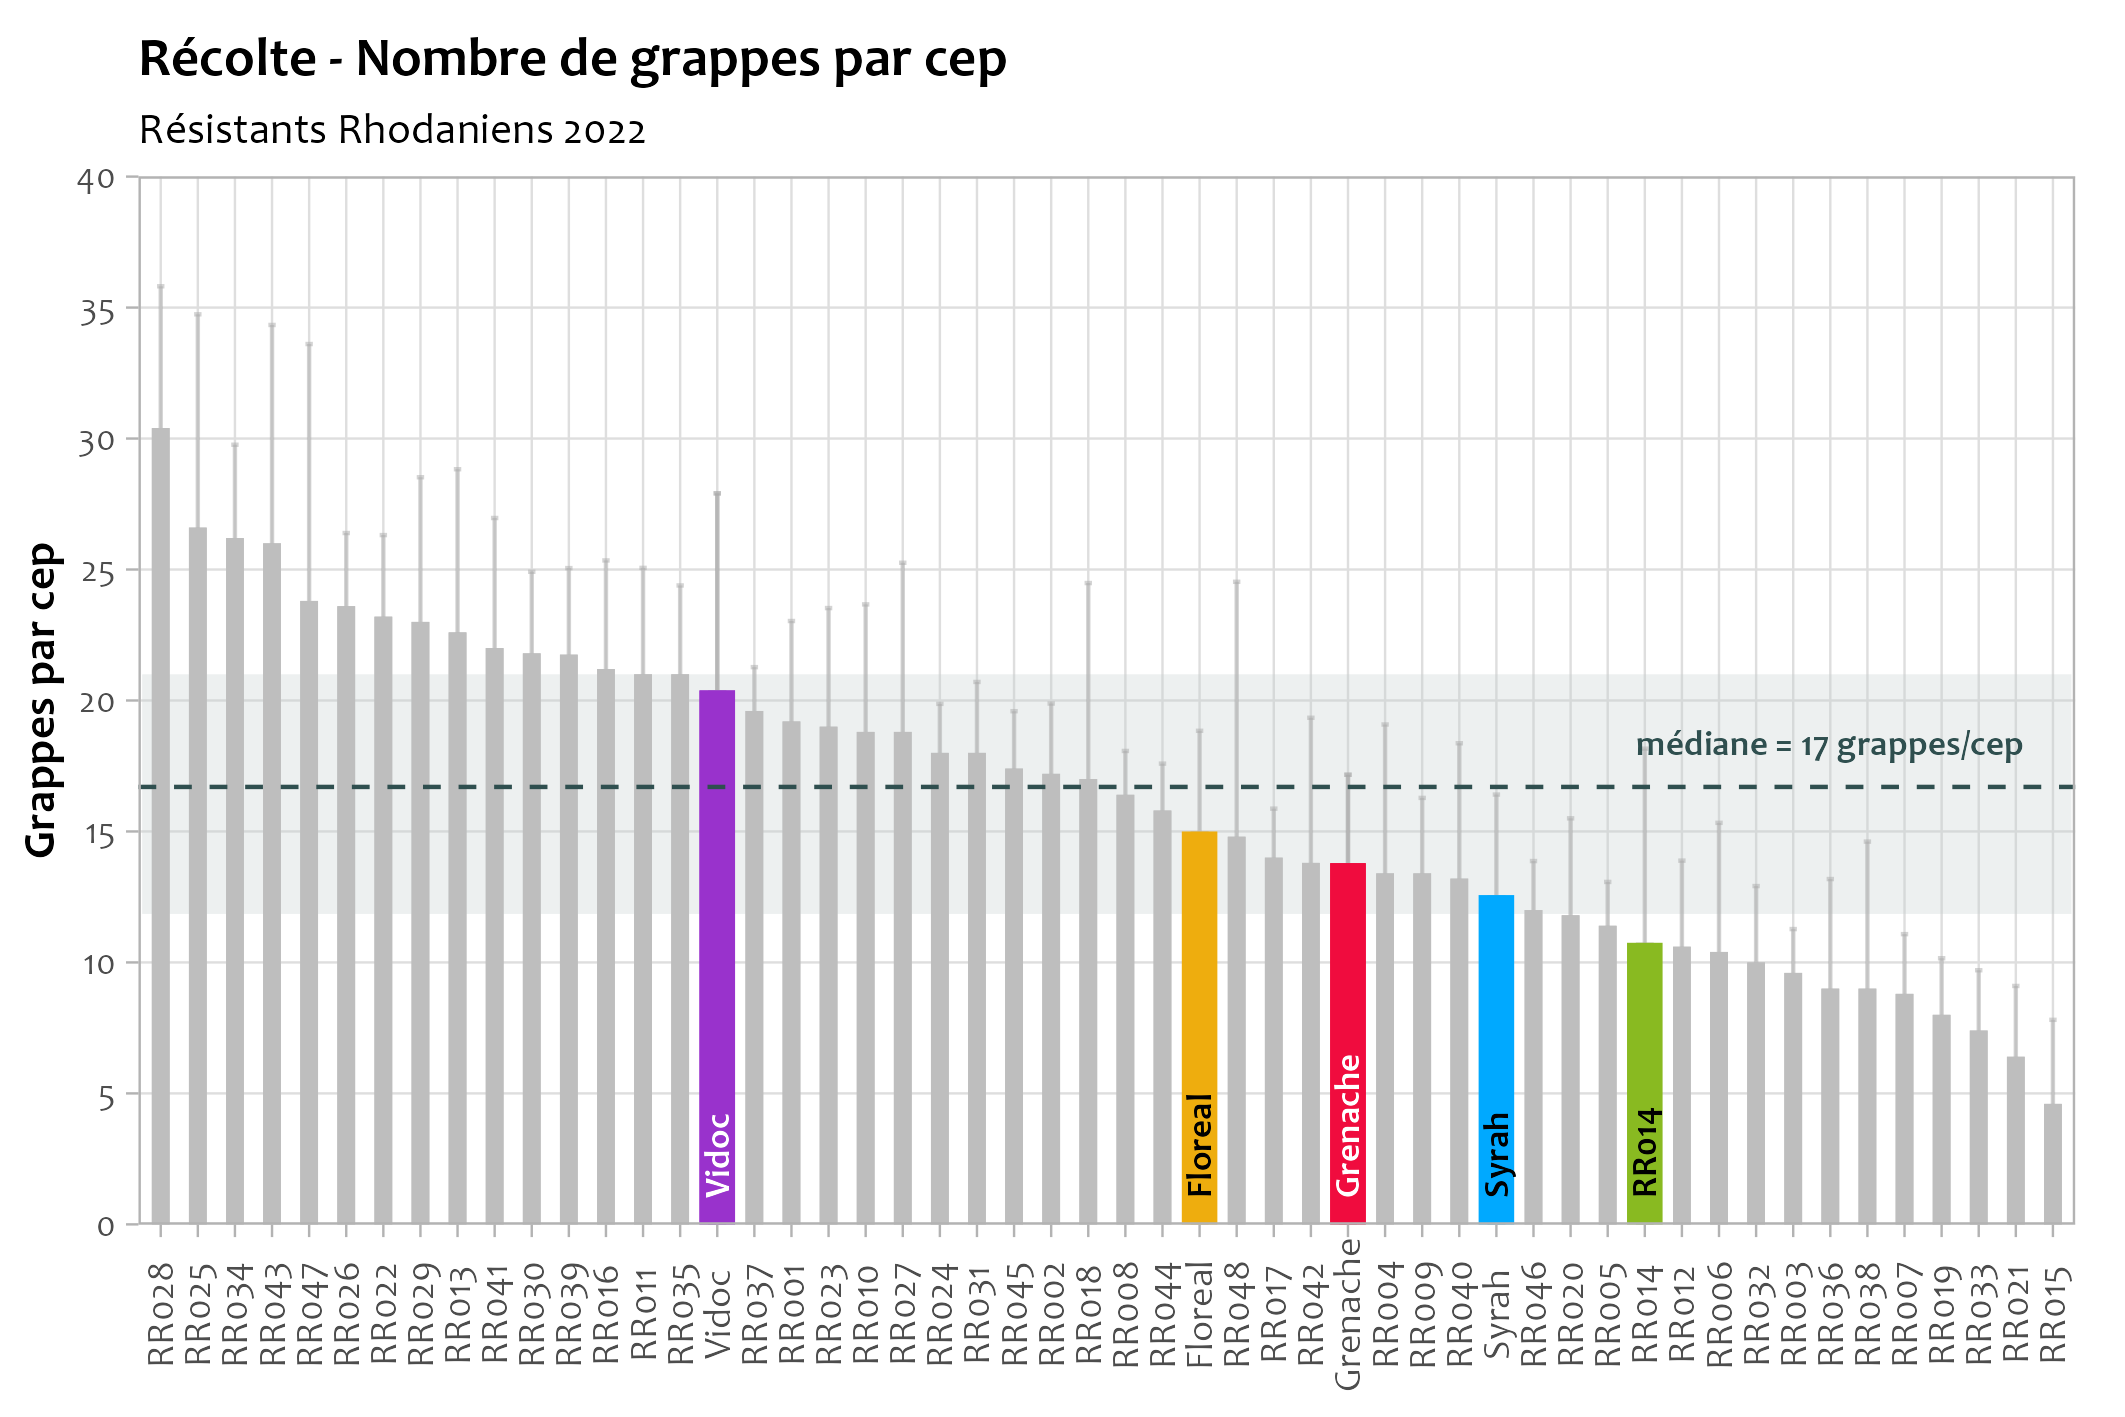 Récolte - Nombre de grappes par cep
Résistants Rhodaniens 2022
Grappes par cep
40
35
30
25
20
15
10
5
0
médiane = 17 grappes/cep
Vidoc
Floreal
Grenache
Syrah
RR014
RR028
RR025
RR034
RR043
RR047
RR026
RR022
RR029
RR013
RR041
RR030
RR039
RR016
RR011
RR035
Vidoc
RR037
RR001
RR023
RR010
RR027
RR024
RR031
RR045
RR002
RR018
RR008
RR044
Floreal
RR048
RR017
RR042
Grenache
RR004
RR009
RR040
Syrah
RR046
RR020
RR005
RR014
RR012
RR006
RR032
RR003
RR036
RR038
RR007
RR019
RR033
RR021
RR015